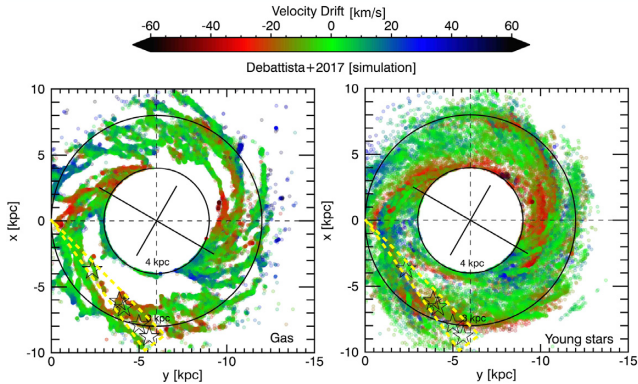 Velocity Drift [km/s]
-60 -40 -20 0 20 40 60
Debattista+2017 [simulation]
10 10
5 5
x [kpc] 0 x [kpc] 0
4 kpc 4 kpc
-5 -5
kpc
Gas Young stars
-10 -10
0 -5 -10 -15 0 -5 -10 -15
y [kpc] y [kpc]